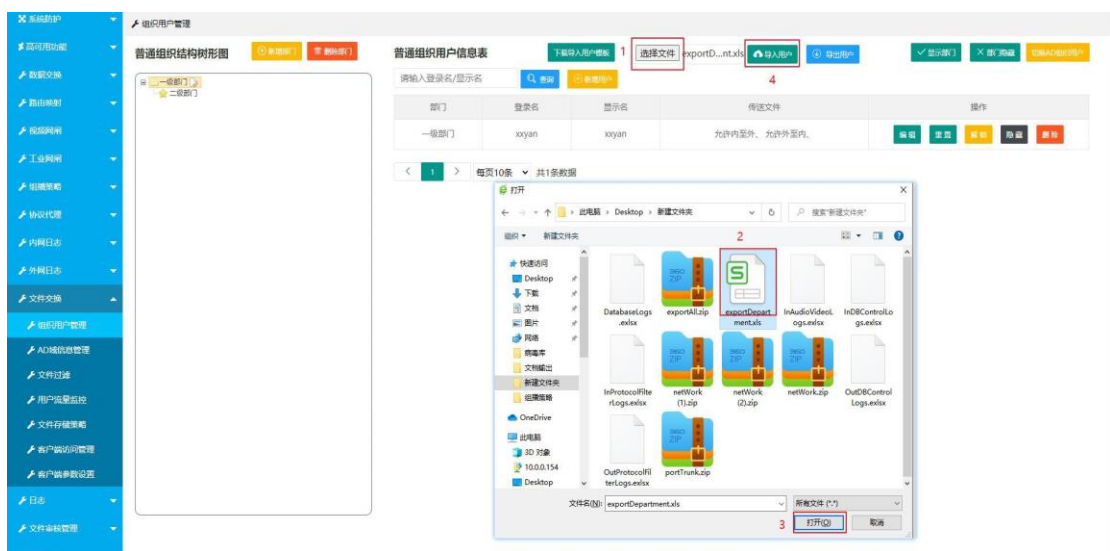 系统防护
高可用功能
数据交换
路由映射
视频网闸
工业网闸
组播策略
协议代理
内网日志
外网日志
文件交换
组织用户管理
AD域信息管理
文件过滤
用户流量监控
文件存储策略
客户端访问管理
客户端参数设置
日志
文件审核管理
组织用户管理
普通组织结构树形图 新增部门 删除部门
一级部门
二级部门
普通组织用户信息表 下载导入用户模板 1 选择文件 exportD...nt.xls 导入用户 导出用户 显示部门 部门隐藏 切换AD组织用户
4
请输入登录名/显示名 查询 新增用户
部门 登录名 显示名 传送文件 操作
一级部门 xxyan xxyan 允许内至外、 允许外至内、 编辑 重置 解锁 隐藏 删除
1 每页10条 共1条数据
打开
此电脑 Desktop 新建文件夹 搜索"新建文件夹"
组织 新建文件夹 2
快速访问
Desktop
下载
文档
图片
网络
病毒库
文档输出
新建文件夹
组播策略
OneDrive
此电脑
3D 对象
10.0.0.154
Desktop
DatabaseLogs
.exlsx
exportAll.zip
exportDepart
ment.xls
InAudioVideoL
ogs.exlsx
InDBControlLo
gs.exlsx
InProtocolFilte
rLogs.exlsx
netWork
(1).zip
netWork
(2).zip
netWork.zip
OutDBControl
Logs.exlsx
OutProtocolFil
terLogs.exlsx
portTrunk.zip
文件名(N): exportDepartment.xls 所有文件 (*.*)
3 打开(O) 取消